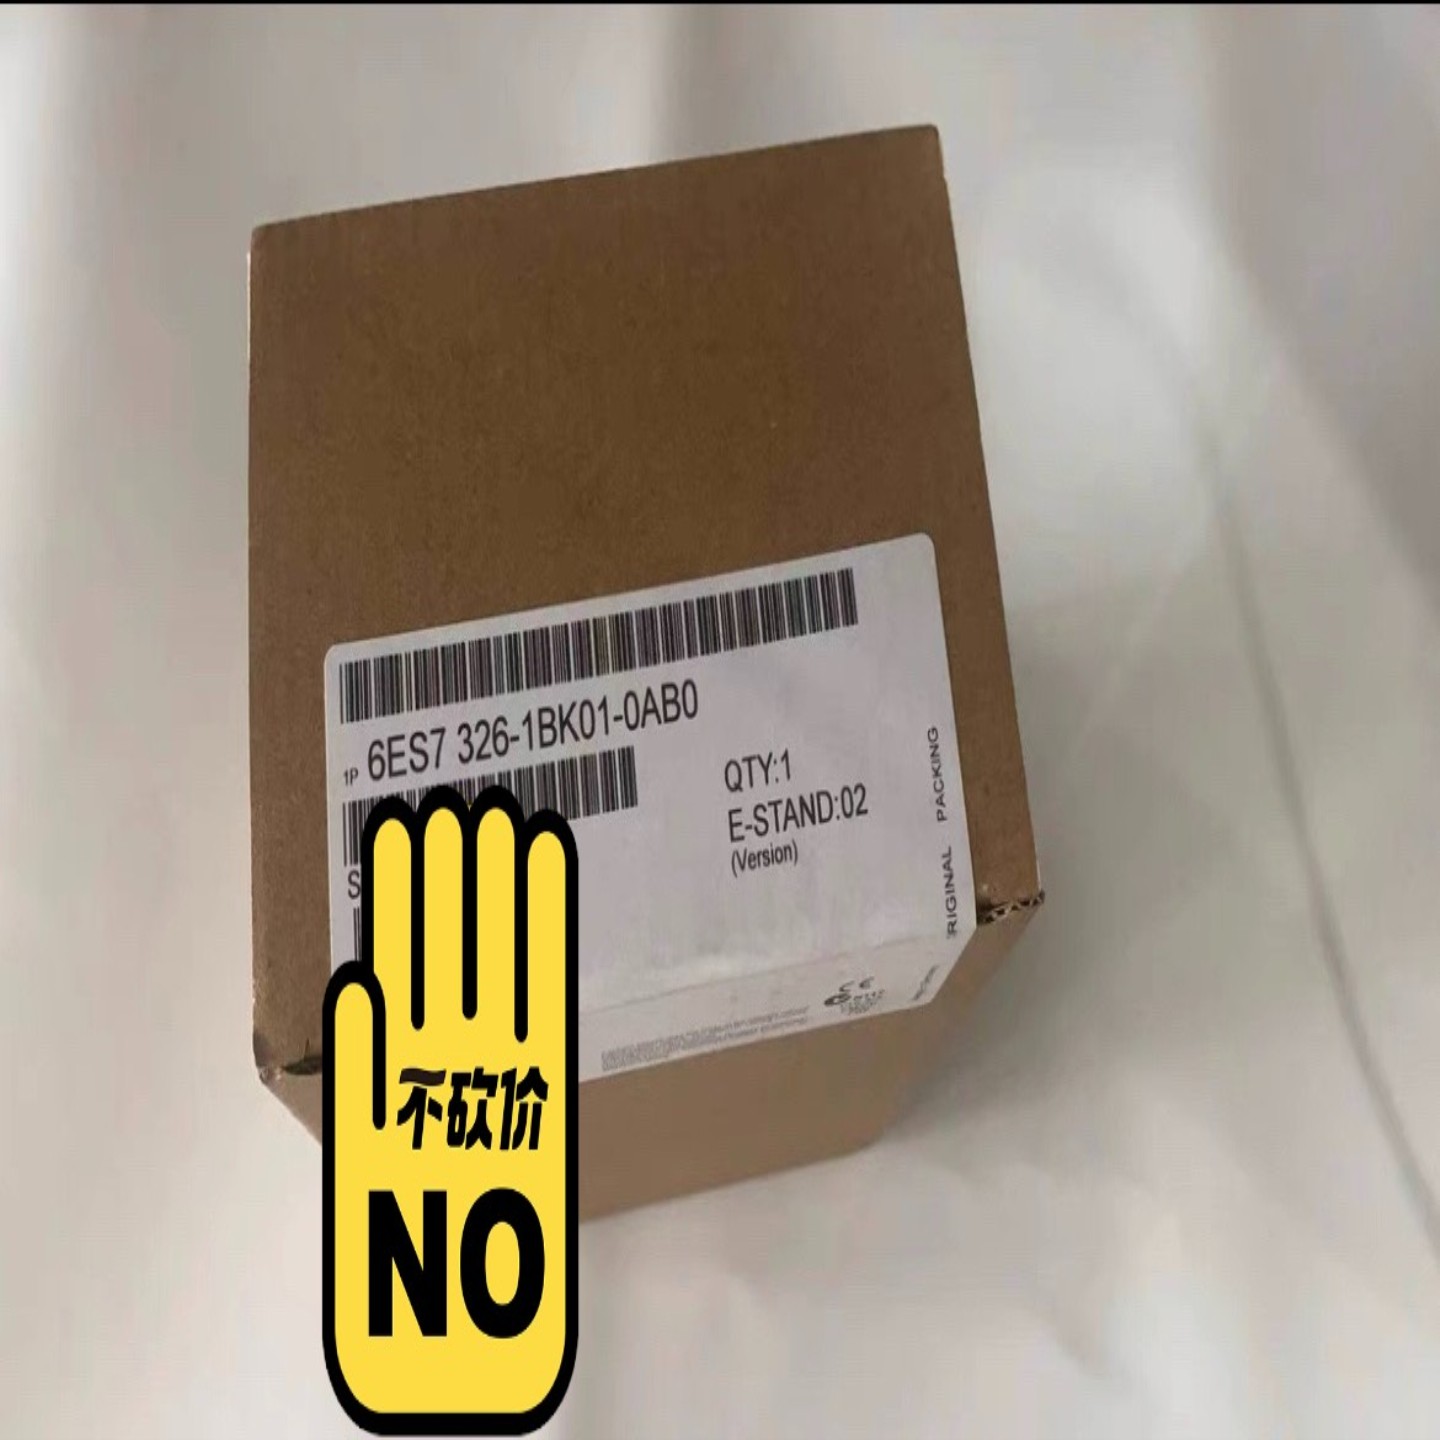 1P 6ES7 326-1BK01-0AB0
QTY:1
E-STAND:02
(Version)
S
RIGINAL PACKING
不砍价
NO